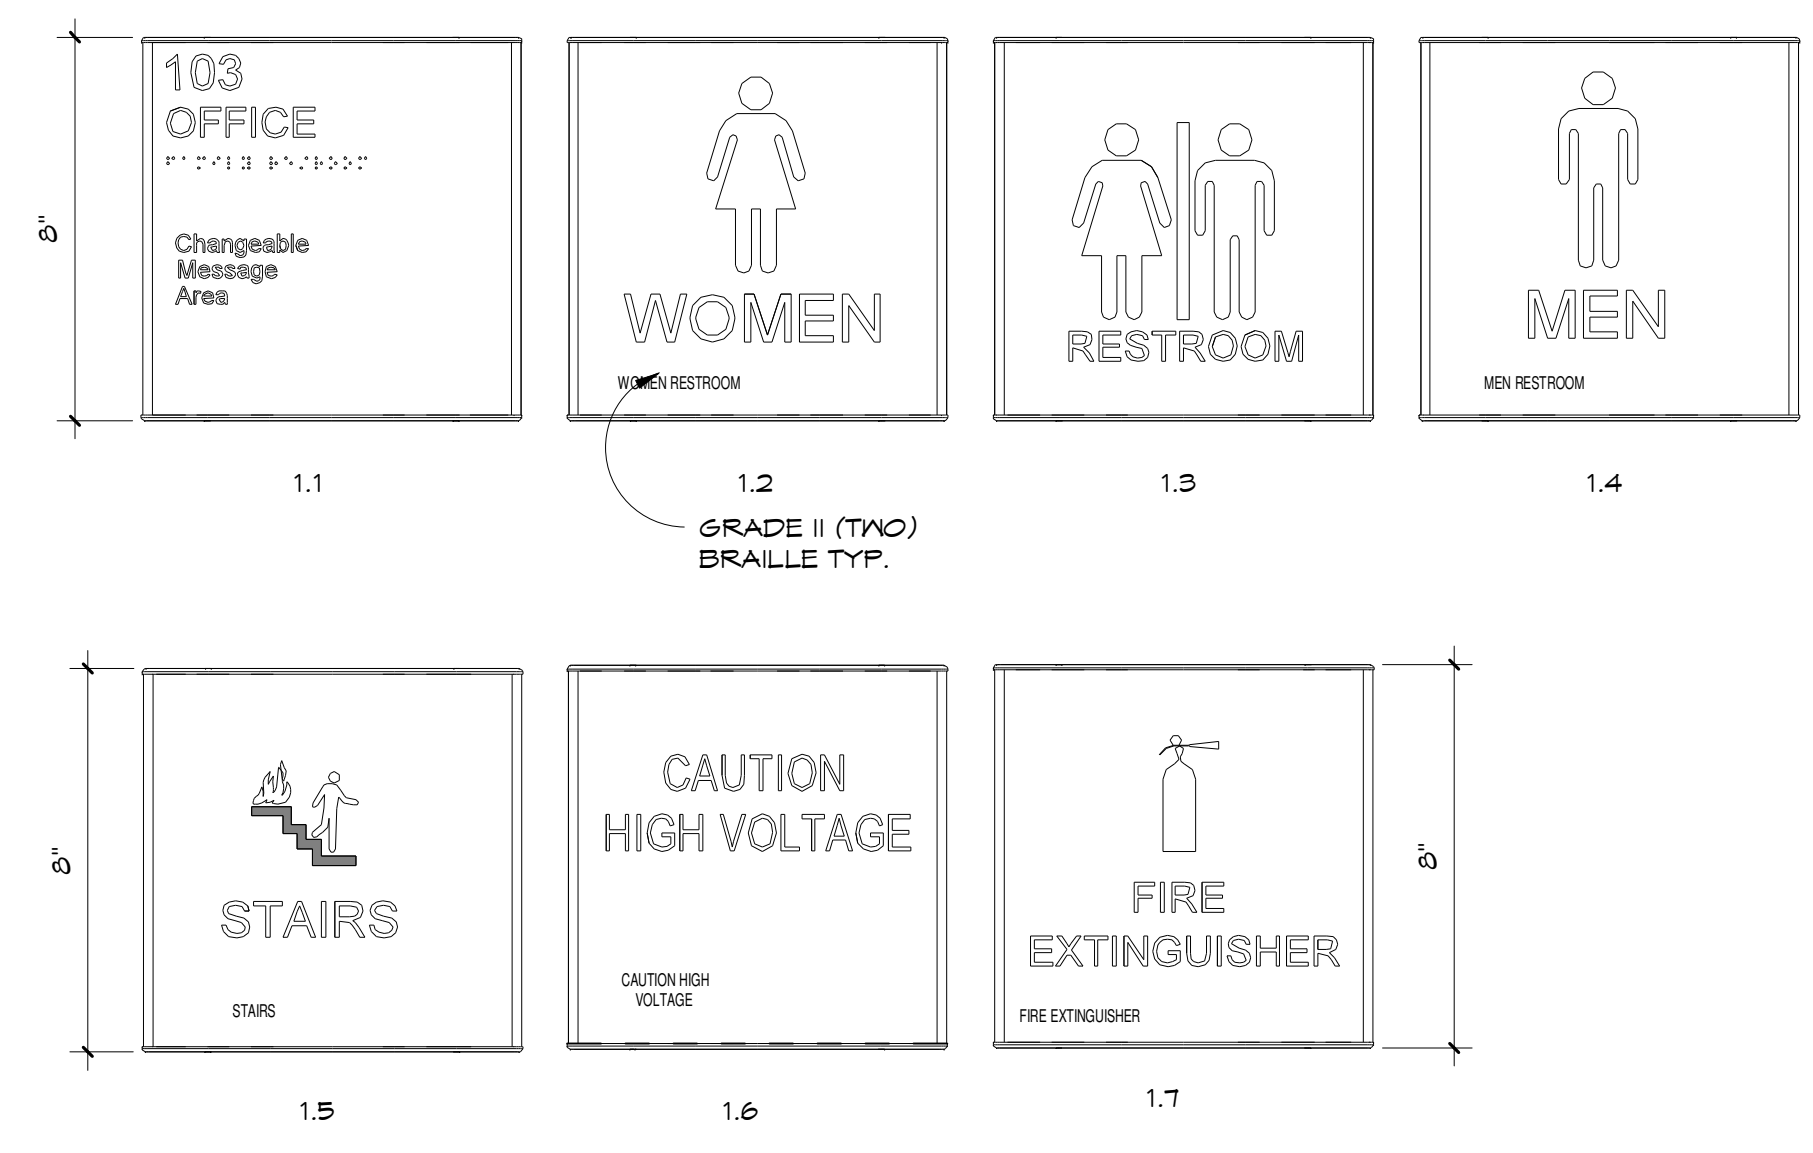 103
OFFICE
Changeable
Message
Area
8"
WOMEN
WOMEN RESTROOM
RESTROOM
MEN
MEN RESTROOM
1.1
1.2
1.3
1.4
GRADE II (TWO)
BRAILLE TYP.
8"
STAIRS
STAIRS
CAUTION
HIGH VOLTAGE
CAUTION HIGH
VOLTAGE
FIRE
EXTINGUISHER
FIRE EXTINGUISHER
8"
1.5
1.6
1.7